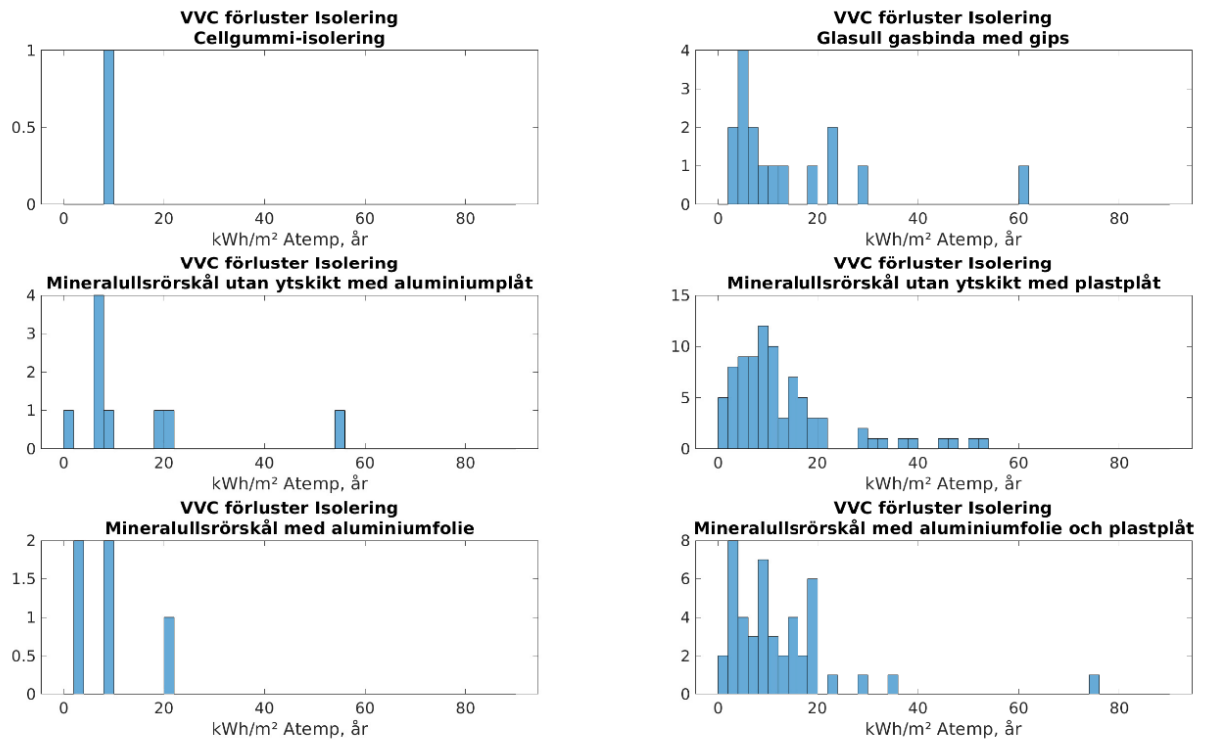 VVC förluster Isolering
Cellgummi-isolering
1
0.5
0
0 20 40 60 80
kWh/m² Atemp, år
VVC förluster Isolering
Glasull gasbinda med gips
4
3
2
1
0
0 20 40 60 80
kWh/m² Atemp, år
VVC förluster Isolering
Mineralullsrörskål utan ytskikt med aluminiumplåt
4
3
2
1
0
0 20 40 60 80
kWh/m² Atemp, år
VVC förluster Isolering
Mineralullsrörskål utan ytskikt med plastplåt
15
10
5
0
0 20 40 60 80
kWh/m² Atemp, år
VVC förluster Isolering
Mineralullsrörskål med aluminiumfolie
2
1.5
1
0.5
0
0 20 40 60 80
kWh/m² Atemp, år
VVC förluster Isolering
Mineralullsrörskål med aluminiumfolie och plastplåt
8
6
4
2
0
0 20 40 60 80
kWh/m² Atemp, år